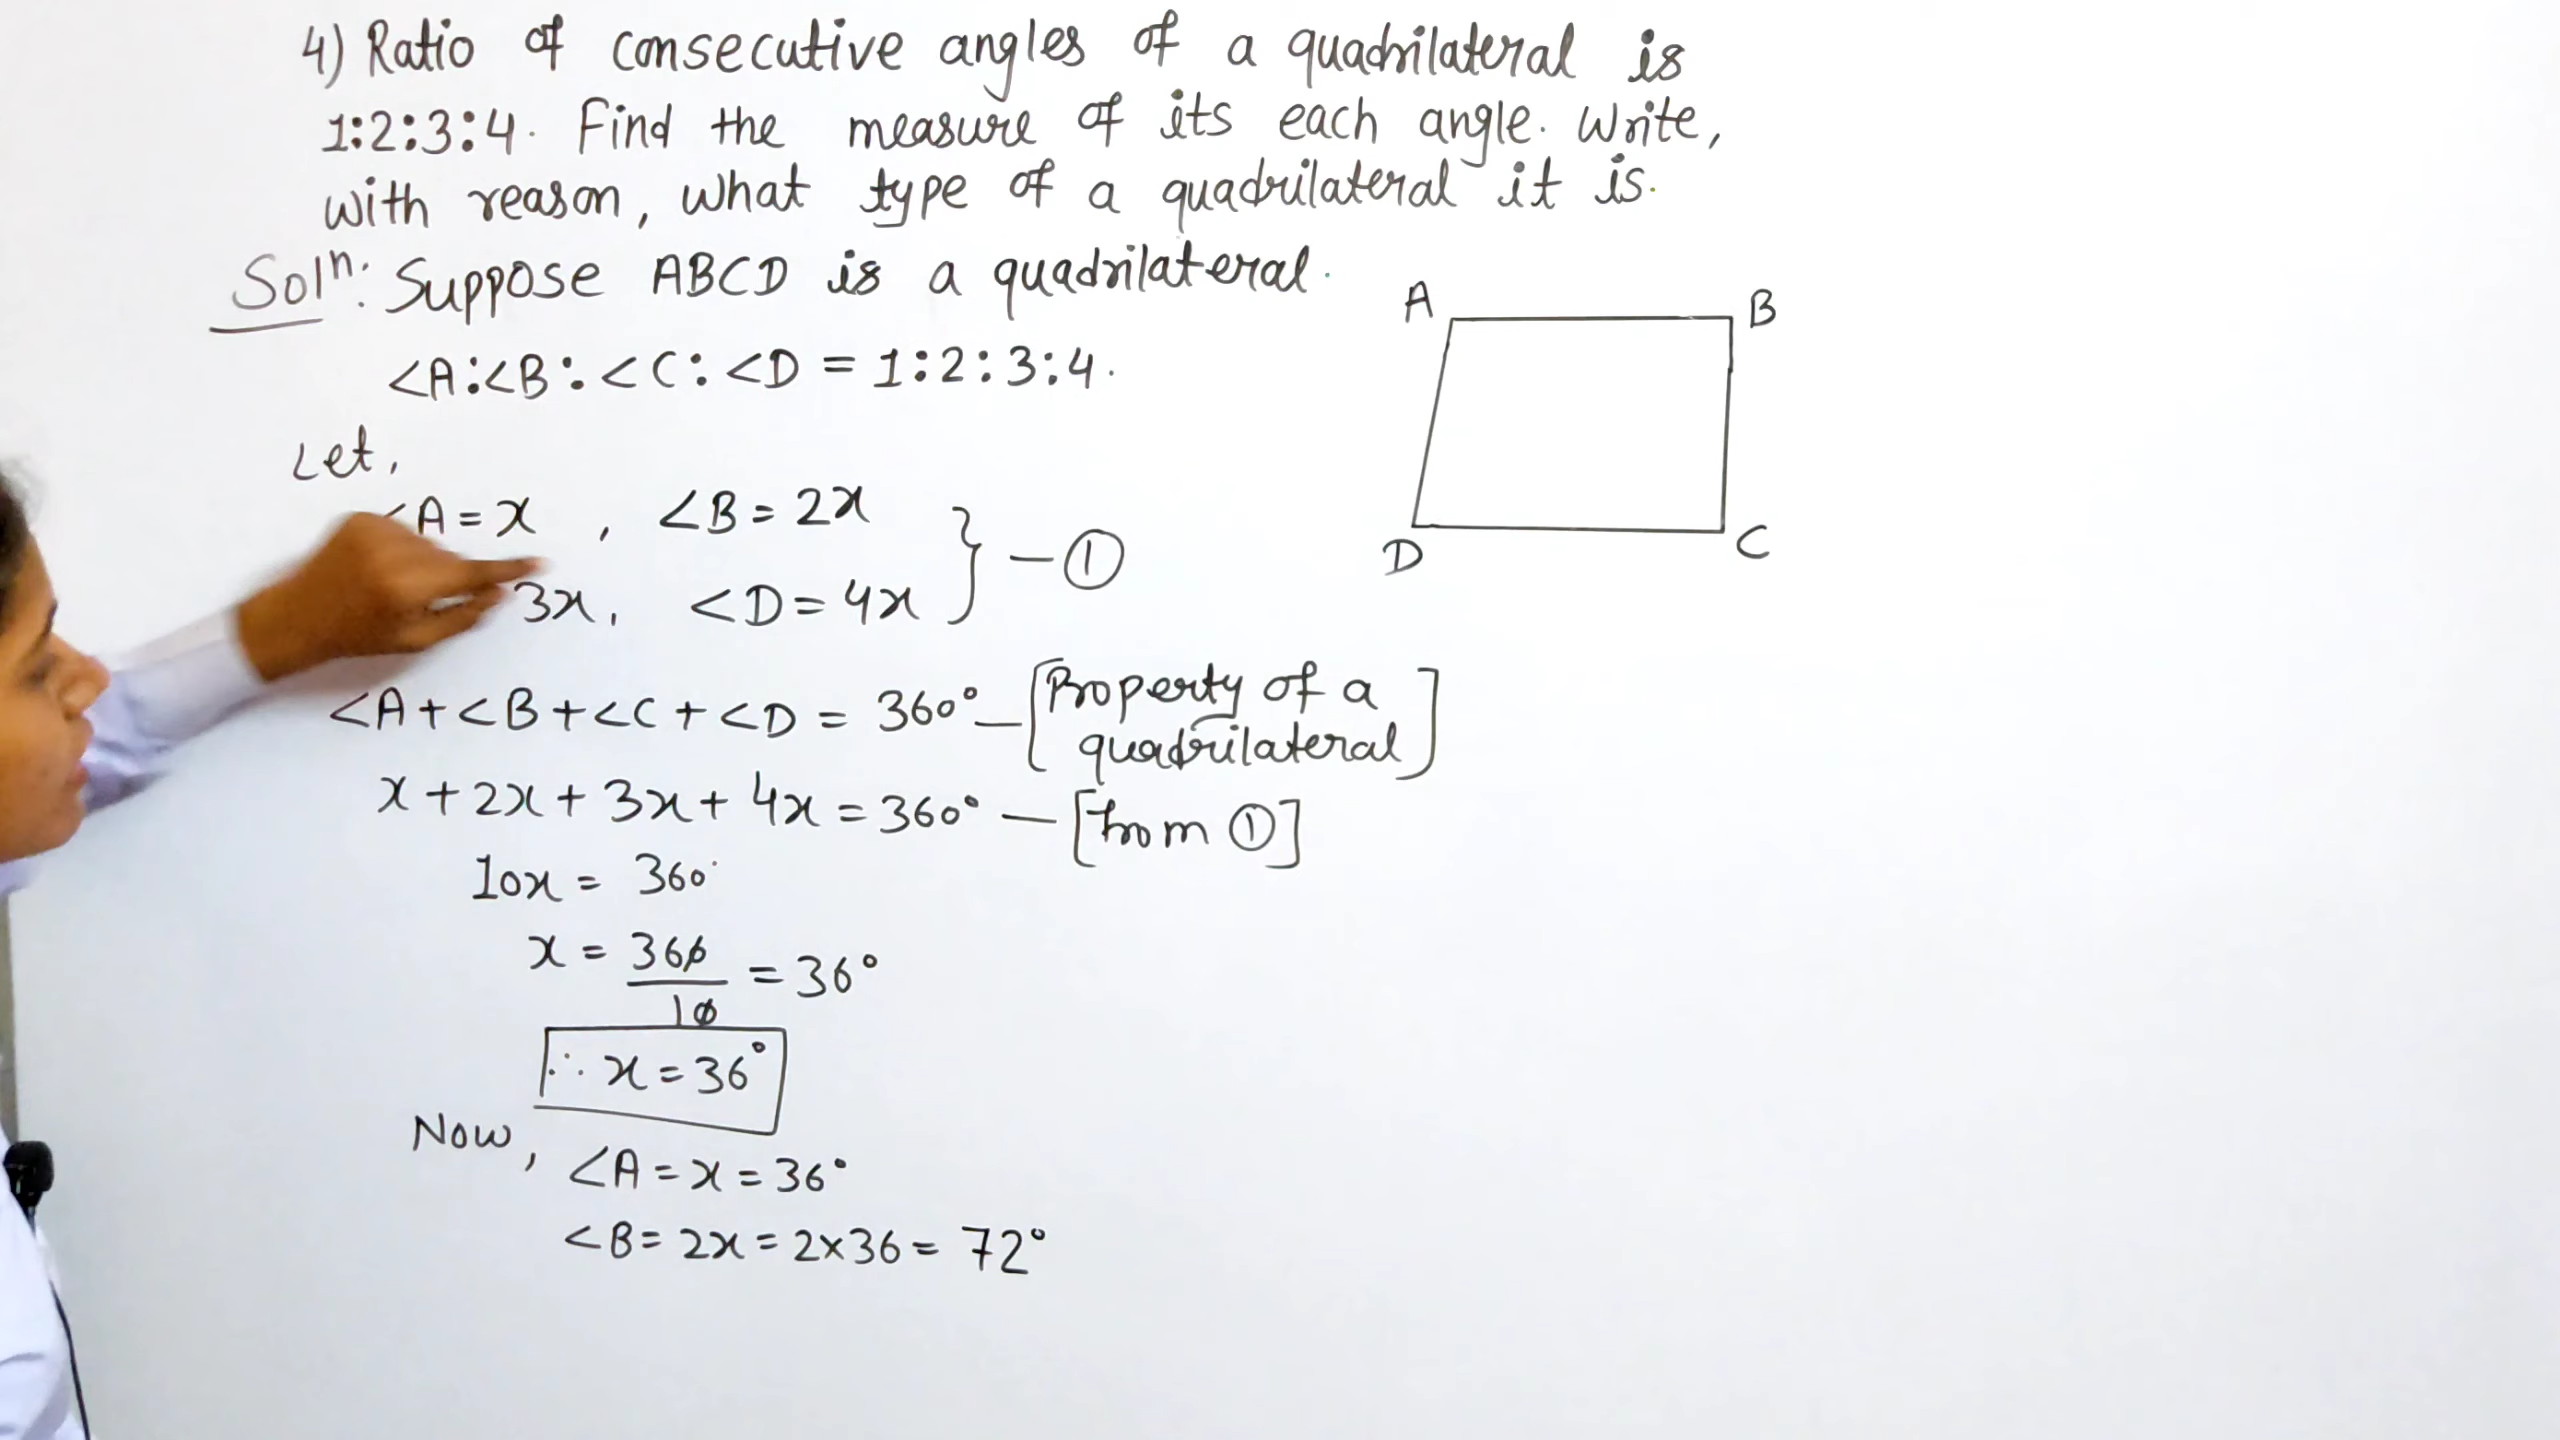 4) Ratio of consecutive angles of a quadrilateral is
1:2:3:4. Find the measure of its each angle. Write,
with reason, what type of a quadrilateral it is.
Solⁿ: Suppose ABCD is a quadrilateral.
∠A:∠B:∠C:∠D = 1:2:3:4.
A
B
D
C
Let,
∠A = x , ∠B = 2x
3x, ∠D = 4x } — ①
∠A+∠B+∠C+∠D = 360° — [Property of a
quadrilateral]
x + 2x + 3x + 4x = 360° — [from ①]
10x = 360
x = 360/10 = 36°
∴ x = 36°
Now, ∠A = x = 36°
∠B = 2x = 2×36 = 72°